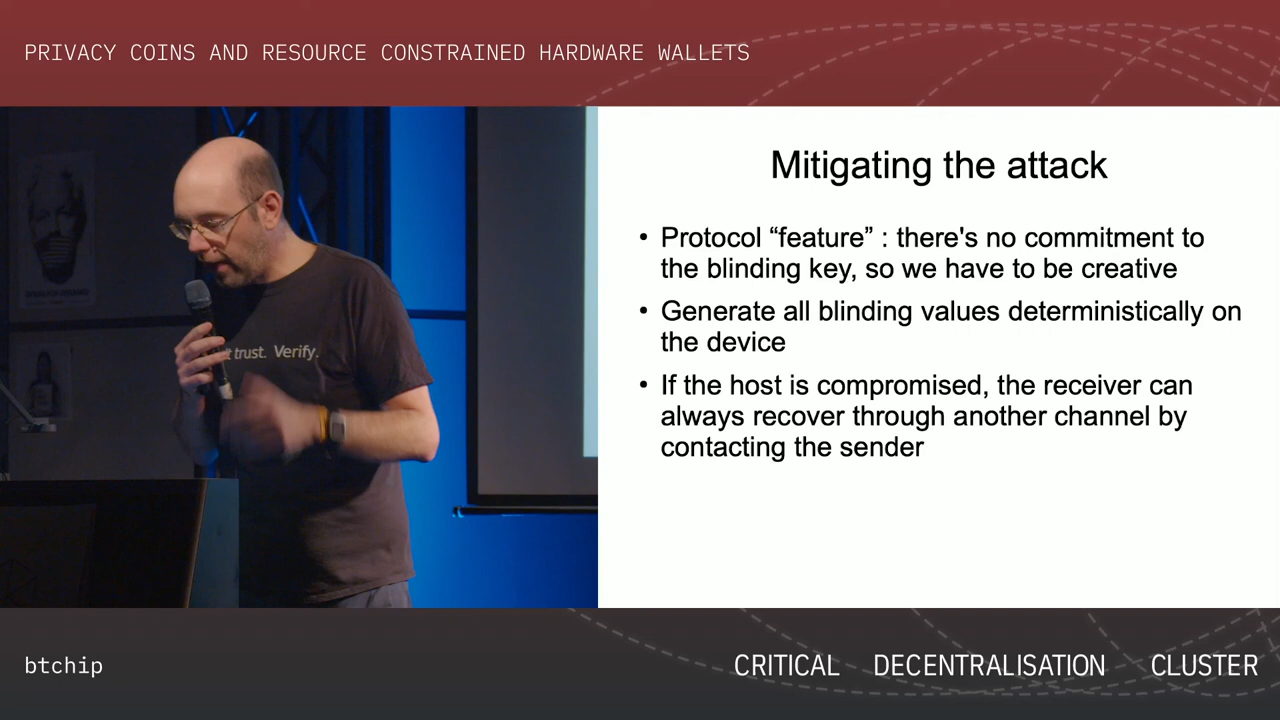 PRIVACY COINS AND RESOURCE CONSTRAINED HARDWARE WALLETS
trust. Verify.
Mitigating the attack
• Protocol “feature” : there's no commitment to
the blinding key, so we have to be creative
• Generate all blinding values deterministically on
the device
• If the host is compromised, the receiver can
always recover through another channel by
contacting the sender
btchip
CRITICAL DECENTRALISATION CLUSTER